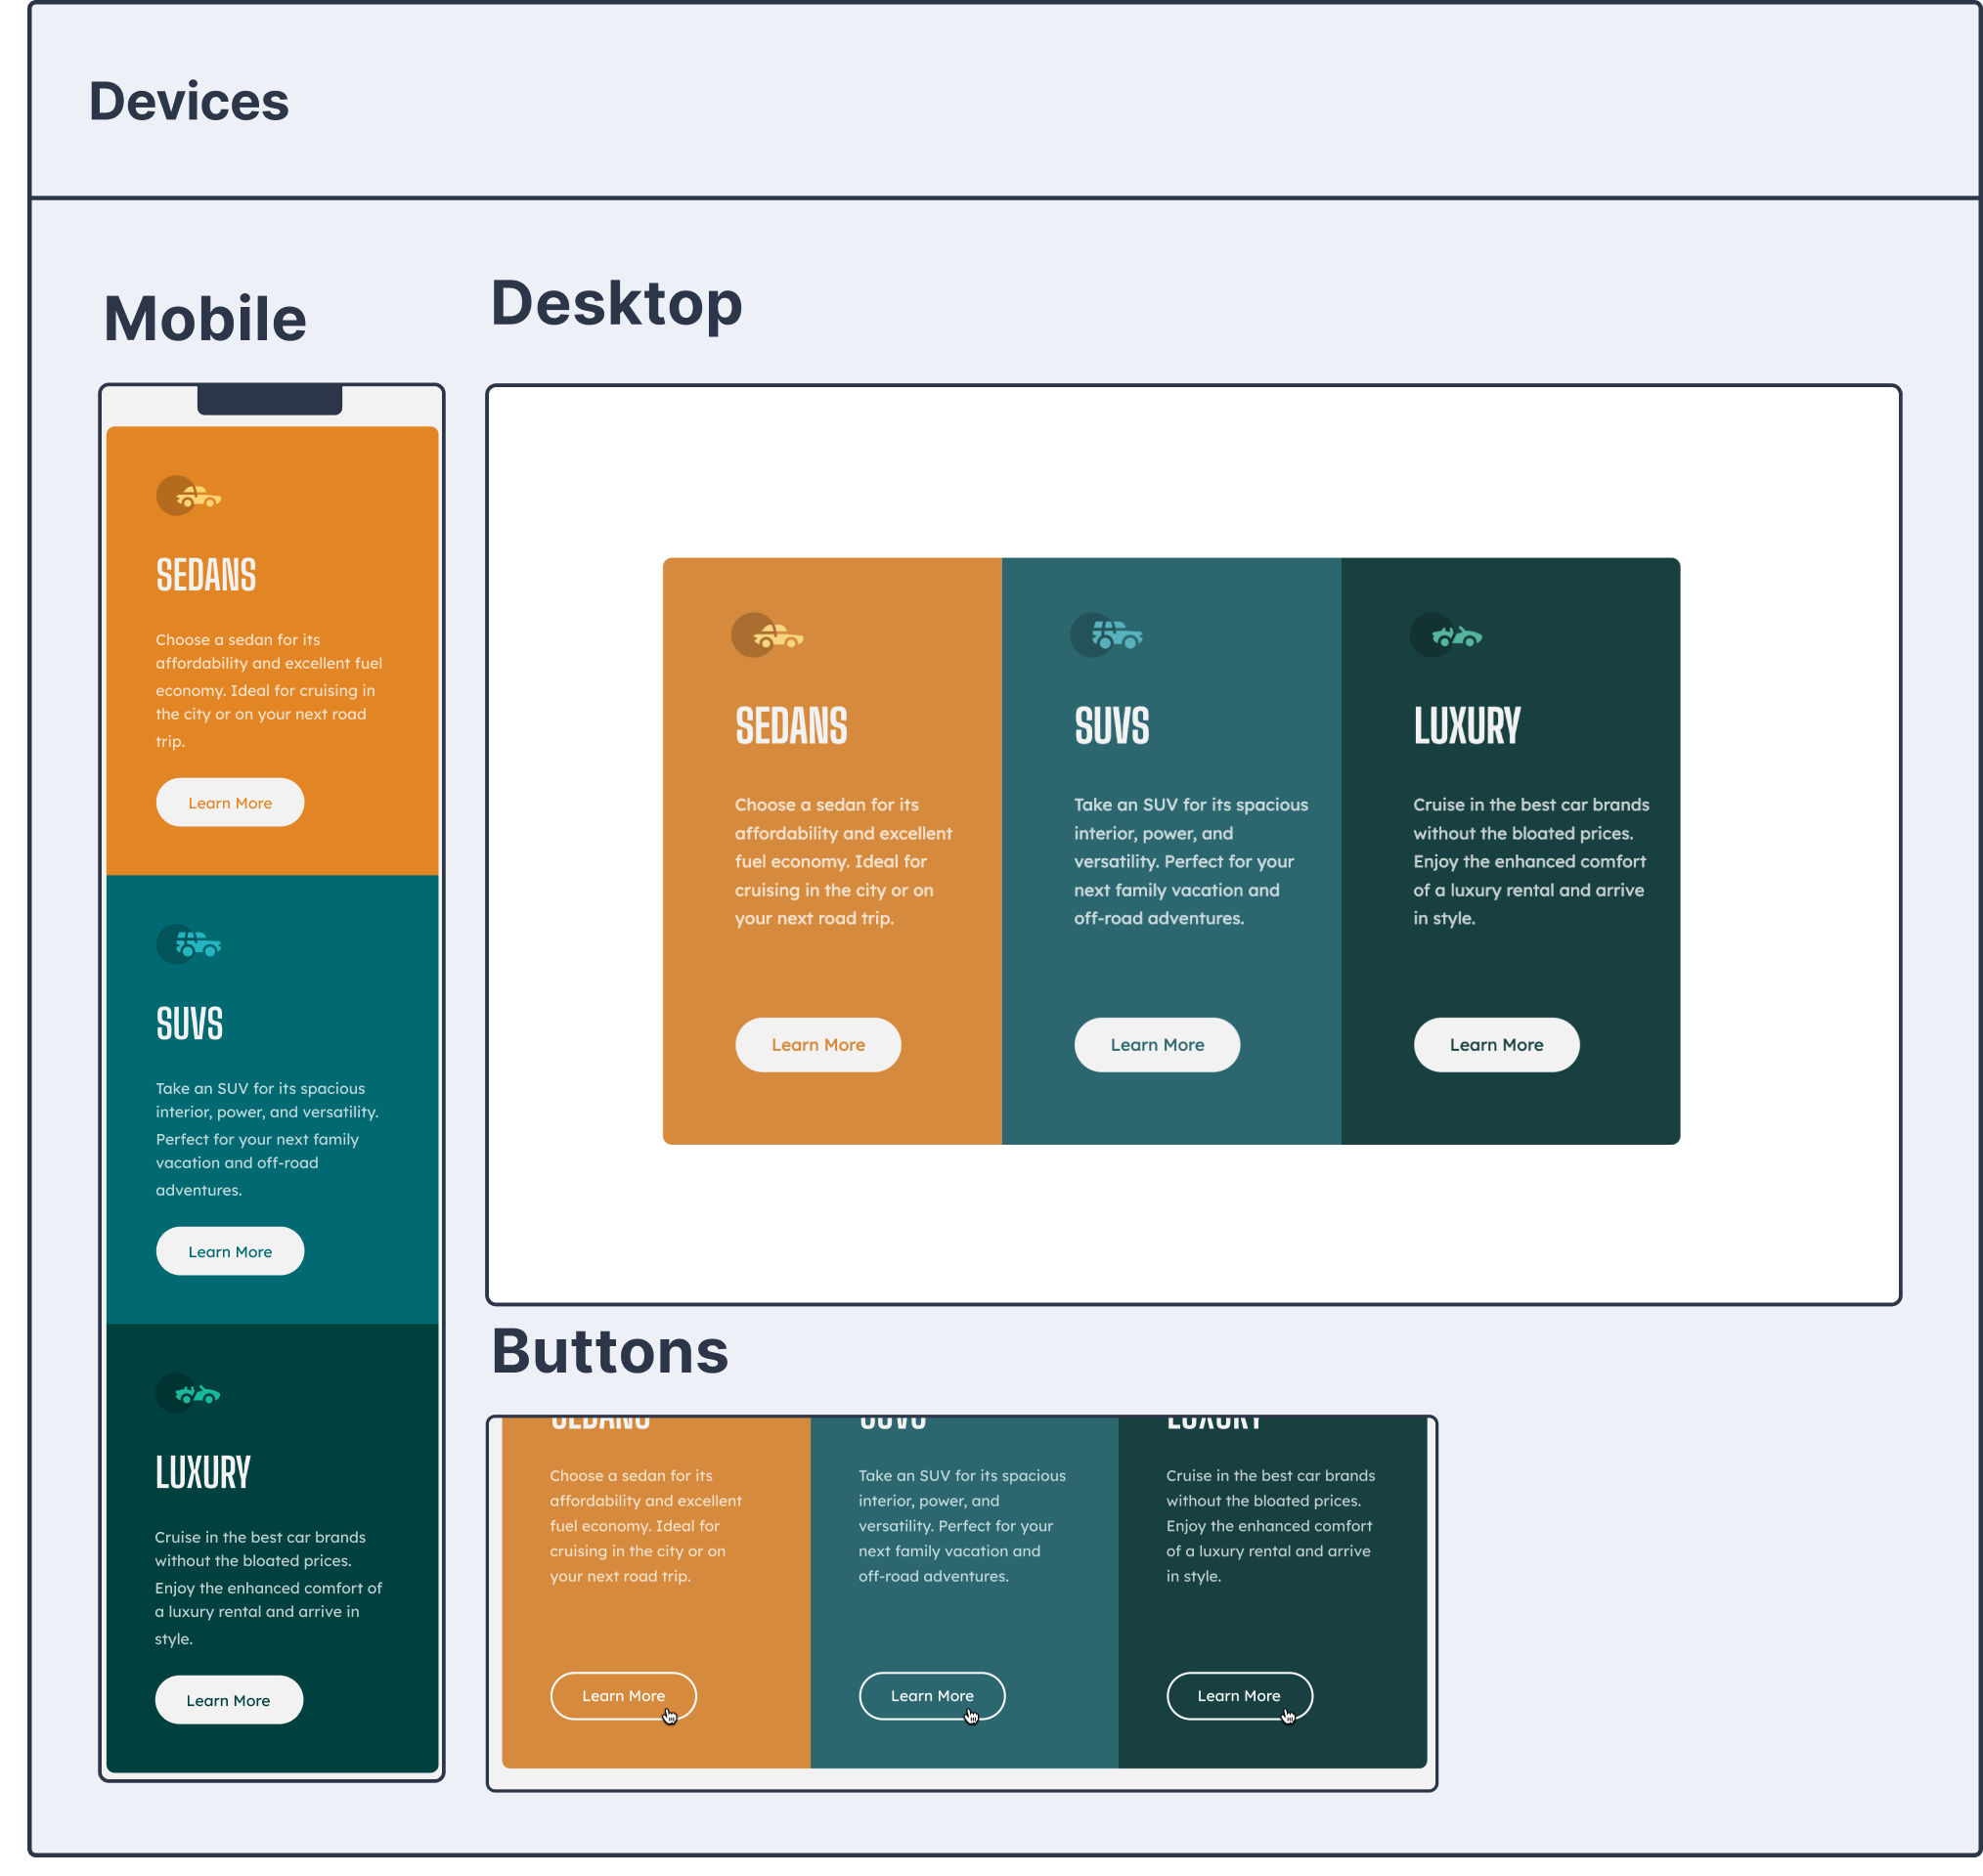 Devices
Mobile
SEDANS
Choose a sedan for its
affordability and excellent fuel
economy. Ideal for cruising in
the city or on your next road
trip.
Learn More
SUVS
Take an SUV for its spacious
interior, power, and versatility.
Perfect for your next family
vacation and off-road
adventures.
Learn More
LUXURY
Cruise in the best car brands
without the bloated prices.
Enjoy the enhanced comfort of
a luxury rental and arrive in
style.
Learn More
Desktop
SEDANS
Choose a sedan for its
affordability and excellent
fuel economy. Ideal for
cruising in the city or on
your next road trip.
Learn More
SUVS
Take an SUV for its spacious
interior, power, and
versatility. Perfect for your
next family vacation and
off-road adventures.
Learn More
LUXURY
Cruise in the best car brands
without the bloated prices.
Enjoy the enhanced comfort
of a luxury rental and arrive
in style.
Learn More
Buttons
SEDANS
Choose a sedan for its
affordability and excellent
fuel economy. Ideal for
cruising in the city or on
your next road trip.
Learn More
SUVS
Take an SUV for its spacious
interior, power, and
versatility. Perfect for your
next family vacation and
off-road adventures.
Learn More
LUXURY
Cruise in the best car brands
without the bloated prices.
Enjoy the enhanced comfort
of a luxury rental and arrive
in style.
Learn More